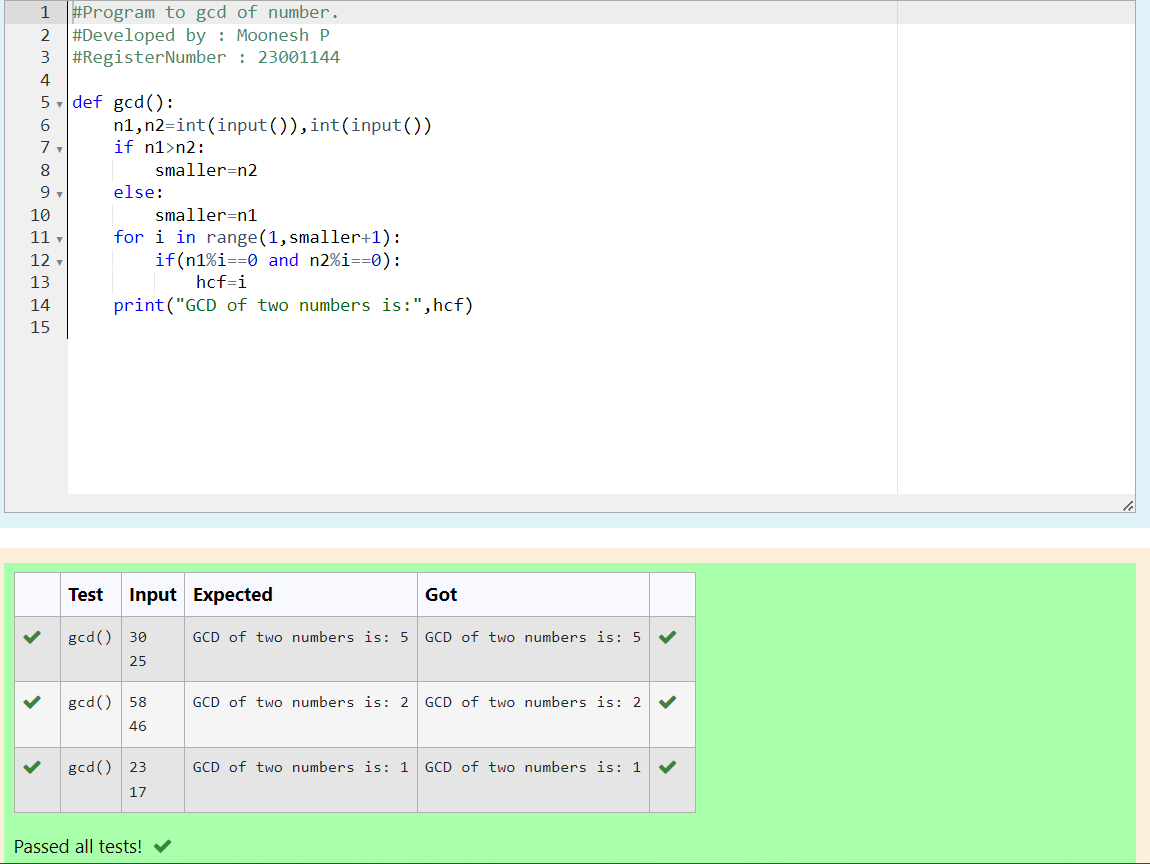 1 #Program to gcd of number.
2 #Developed by : Moonesh P
3 #RegisterNumber : 23001144
4
5 def gcd():
6     n1,n2=int(input()),int(input())
7     if n1>n2:
8         smaller=n2
9     else:
10         smaller=n1
11     for i in range(1,smaller+1):
12         if(n1%i==0 and n2%i==0):
13             hcf=i
14     print("GCD of two numbers is:",hcf)
15
Test Input Expected Got
gcd() 30 GCD of two numbers is: 5 GCD of two numbers is: 5
25
gcd() 58 GCD of two numbers is: 2 GCD of two numbers is: 2
46
gcd() 23 GCD of two numbers is: 1 GCD of two numbers is: 1
17
Passed all tests!